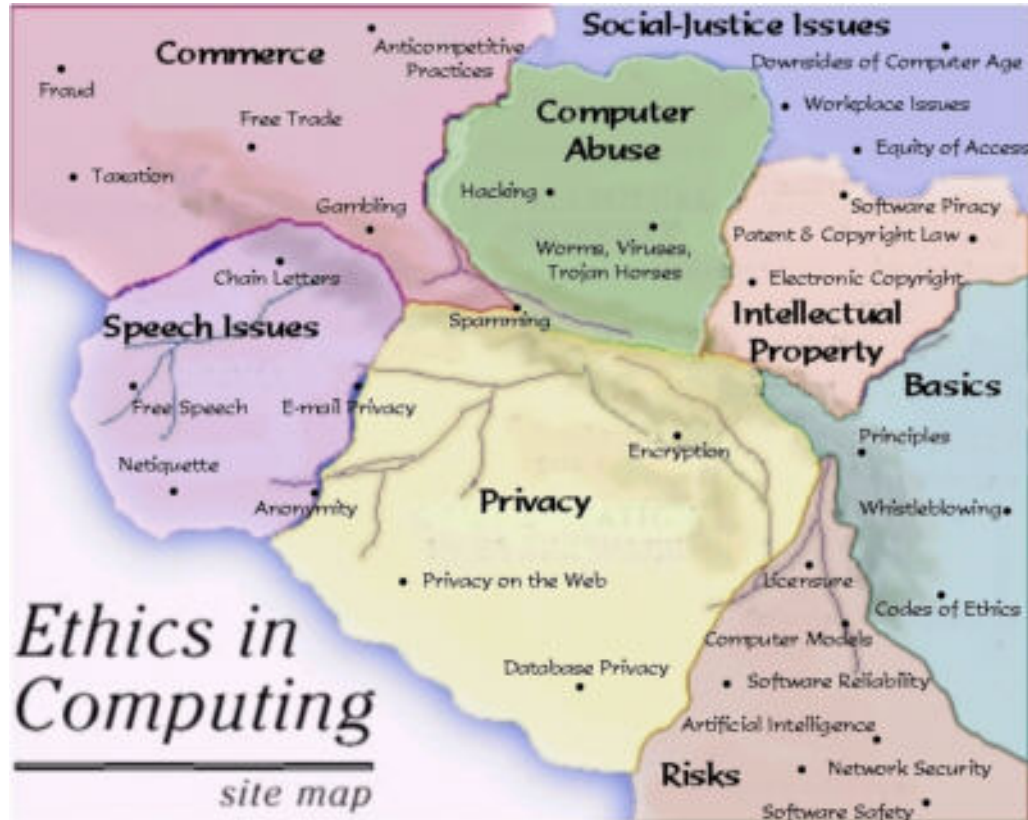 Commerce
Anticompetitive
Practices
Fraud
Free Trade
Taxation
Gambling
Social-Justice Issues
Downsides of Computer Age
Workplace Issues
Equity of Access
Computer
Abuse
Hacking
Worms, Viruses,
Trojan Horses
Spamming
Software Piracy
Patent & Copyright Law
Electronic Copyright
Intellectual
Property
Chain Letters
Speech Issues
Free Speech
E-mail Privacy
Netiquette
Anonymity
Encryption
Privacy
Privacy on the Web
Database Privacy
Basics
Principles
Whistleblowing
Codes of Ethics
Licensure
Computer Models
Software Reliability
Artificial Intelligence
Risks
Network Security
Software Safety
Ethics in
Computing
site map